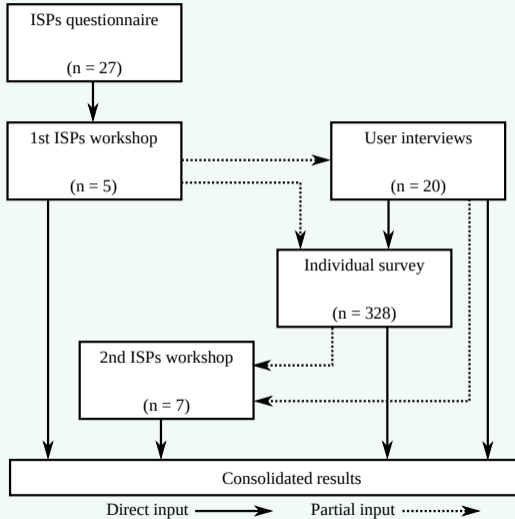 ISPs questionnaire
(n = 27)
1st ISPs workshop
(n = 5)
User interviews
(n = 20)
Individual survey
(n = 328)
2nd ISPs workshop
(n = 7)
Consolidated results
Direct input
Partial input